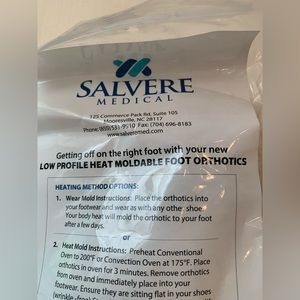 SALVERE
MEDICAL
125 Commerce Park Rd, Suite 105
Mooresville, NC 28117
Phone: 531-9910 Fax: (704) 696-8183
www.salveremed.com
Getting off on the right foot with your new
LOW PROFILE HEAT MOLDABLE FOOT ORTHOTICS
HEATING METHOD OPTIONS:
1. Wear Mold Instructions: Place the orthotics into
your footwear and wear as with any other shoe.
Your body heat will mold the orthotic to your foot
after a few days.
or
2. Heat Mold Instructions: Preheat Conventional
Oven to 200°F or Convection Oven at 175°F. Place
orthotics in oven for 3 minutes. Remove orthotics
from oven and immediately place into your
footwear. Ensure they are sitting flat in your shoes
(wrinkle-free)